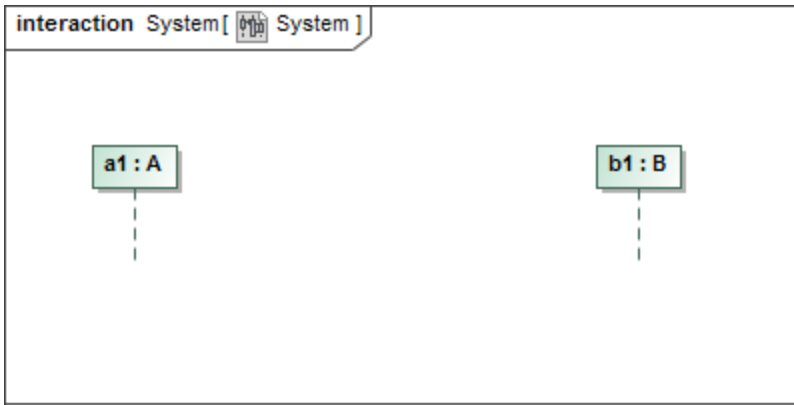 interaction System[ System ]
a1 : A
b1 : B